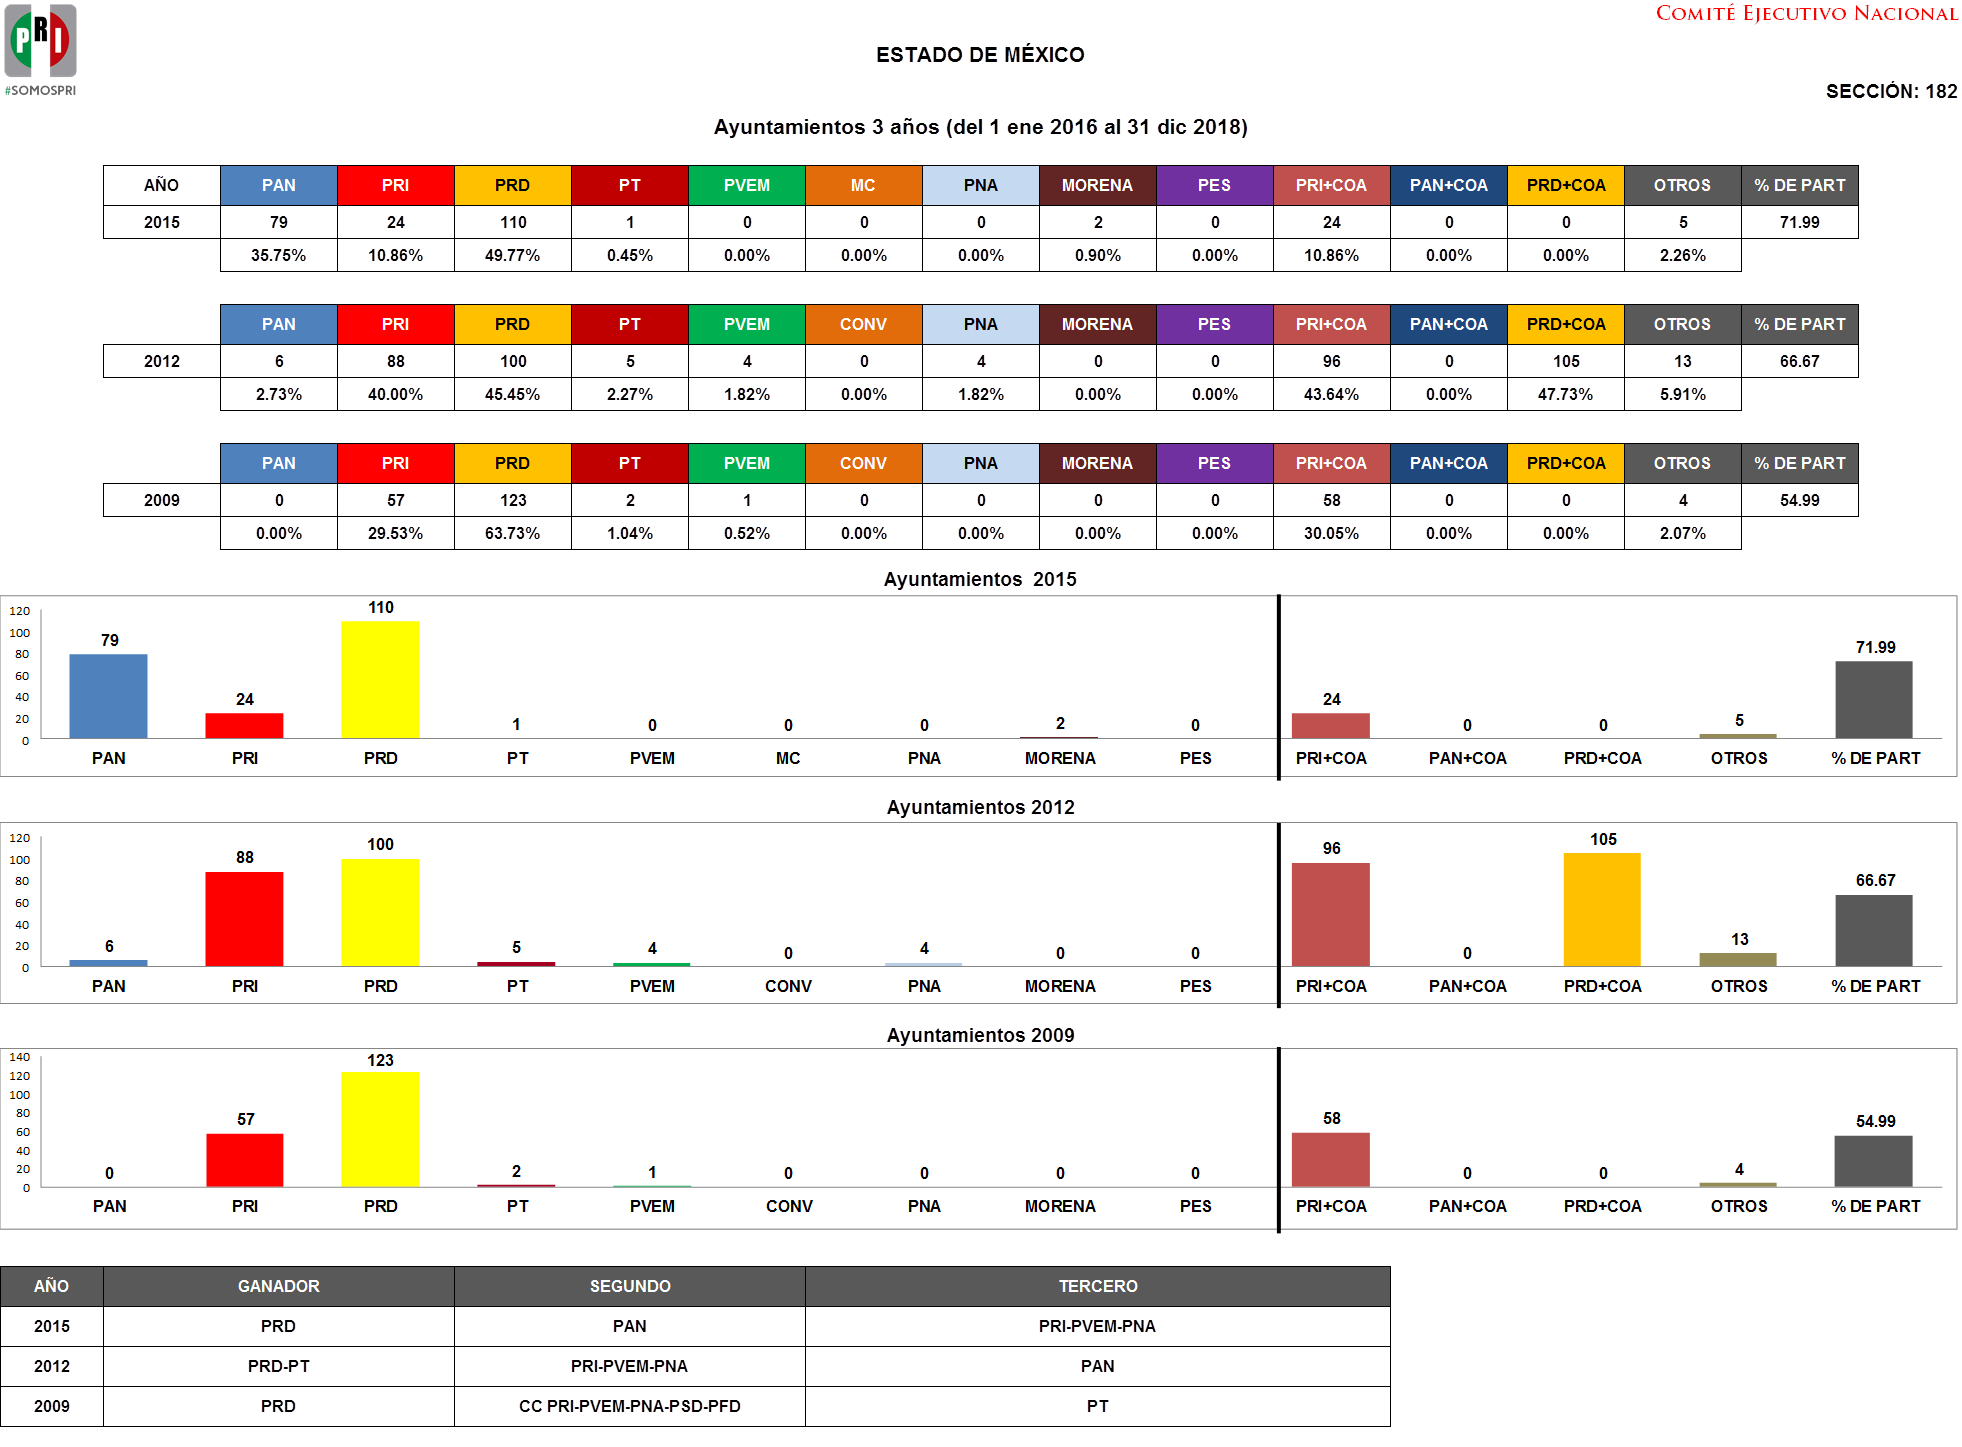 PRI
#SOMOSPRI
COMITÉ EJECUTIVO NACIONAL
ESTADO DE MÉXICO
SECCIÓN: 182
Ayuntamientos 3 años (del 1 ene 2016 al 31 dic 2018)
AÑO PAN PRI PRD PT PVEM MC PNA MORENA PES PRI+COA PAN+COA PRD+COA OTROS % DE PART
2015 79 24 110 1 0 0 0 2 0 24 0 0 5 71.99
35.75% 10.86% 49.77% 0.45% 0.00% 0.00% 0.00% 0.90% 0.00% 10.86% 0.00% 0.00% 2.26%
PAN PRI PRD PT PVEM CONV PNA MORENA PES PRI+COA PAN+COA PRD+COA OTROS % DE PART
2012 6 88 100 5 4 0 4 0 0 96 0 105 13 66.67
2.73% 40.00% 45.45% 2.27% 1.82% 0.00% 1.82% 0.00% 0.00% 43.64% 0.00% 47.73% 5.91%
PAN PRI PRD PT PVEM CONV PNA MORENA PES PRI+COA PAN+COA PRD+COA OTROS % DE PART
2009 0 57 123 2 1 0 0 0 0 58 0 0 4 54.99
0.00% 29.53% 63.73% 1.04% 0.52% 0.00% 0.00% 0.00% 0.00% 30.05% 0.00% 0.00% 2.07%
Ayuntamientos 2015
120
100
80
60
40
20
0
79 24 110 1 0 0 0 2 0 24 0 0 5 71.99
PAN PRI PRD PT PVEM MC PNA MORENA PES PRI+COA PAN+COA PRD+COA OTROS % DE PART
Ayuntamientos 2012
120
100
80
60
40
20
0
6 88 100 5 4 0 4 0 0 96 0 105 13 66.67
PAN PRI PRD PT PVEM CONV PNA MORENA PES PRI+COA PAN+COA PRD+COA OTROS % DE PART
Ayuntamientos 2009
140
120
100
80
60
40
20
0
0 57 123 2 1 0 0 0 0 58 0 0 4 54.99
PAN PRI PRD PT PVEM CONV PNA MORENA PES PRI+COA PAN+COA PRD+COA OTROS % DE PART
AÑO GANADOR SEGUNDO TERCERO
2015 PRD PAN PRI-PVEM-PNA
2012 PRD-PT PRI-PVEM-PNA PAN
2009 PRD CC PRI-PVEM-PNA-PSD-PFD PT